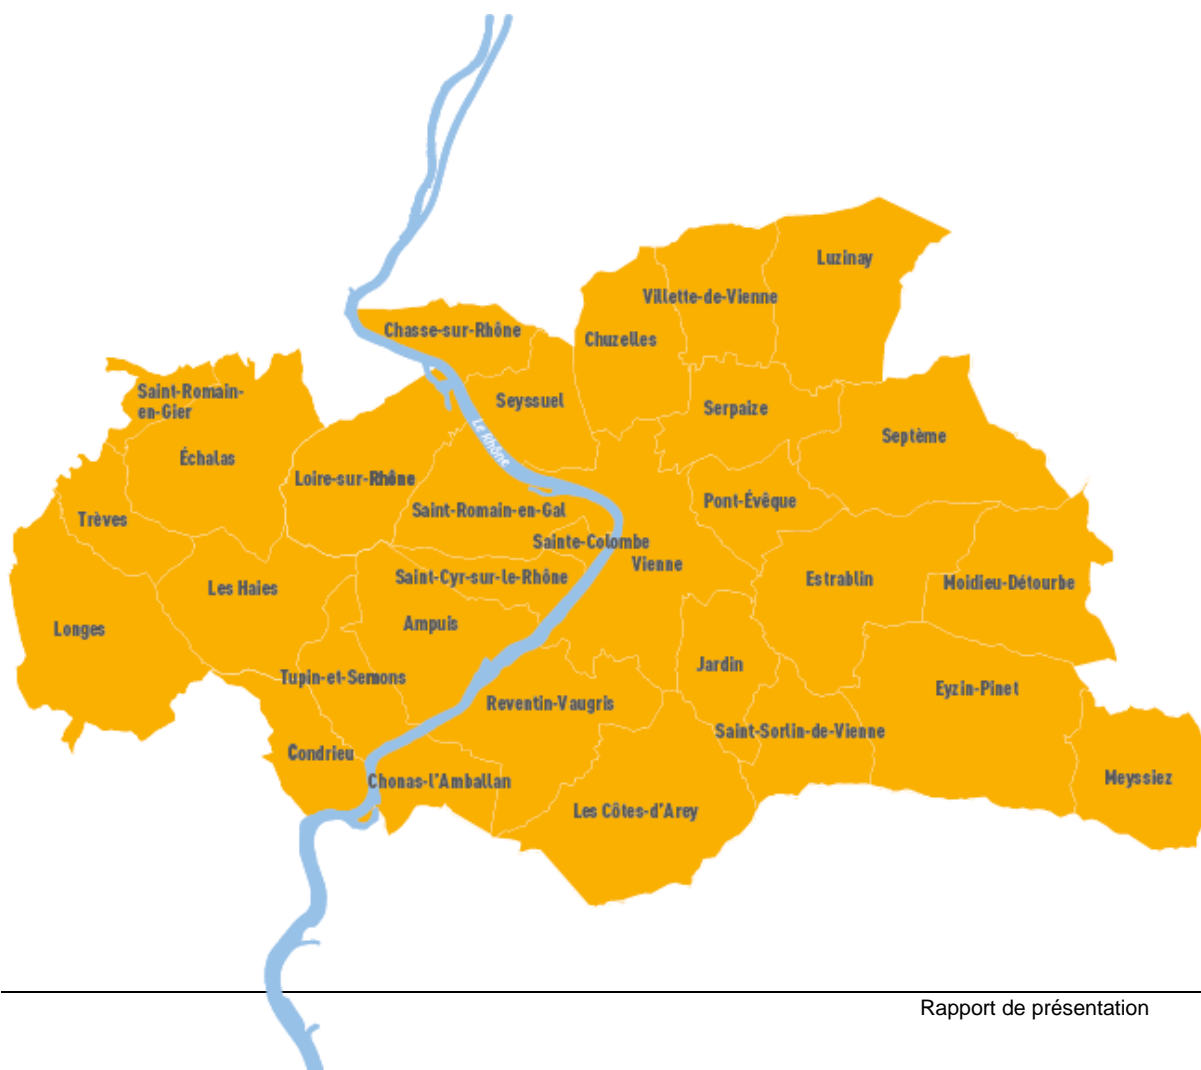 Luzinay
Villette-de-Vienne
Chasse-sur-Rhône
Chuzelles
Saint-Romain-
en-Gier
Seyssuel
Serpaize
Septème
Le Rhône
Échalas
Loire-sur-Rhône
Saint-Romain-en-Gal
Pont-Évêque
Trèves
Sainte-Colombe
Vienne
Saint-Cyr-sur-le-Rhône
Estrablin
Moidieu-Détourbe
Les Haies
Longes
Ampuis
Jardin
Tupin-et-Semons
Eyzin-Pinet
Reventin-Vaugris
Saint-Sorlin-de-Vienne
Condrieu
Chonas-l'Amballan
Meyssiez
Les Côtes-d'Arey
Rapport de présentation